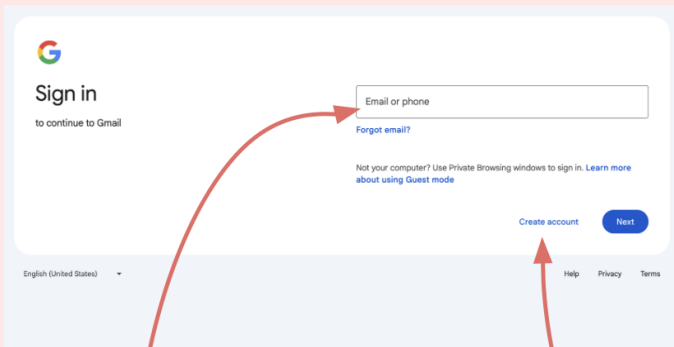 Sign in
to continue to Gmail
Email or phone
Forgot email?
Not your computer? Use Private Browsing windows to sign in. Learn more
about using Guest mode
Create account
Next
English (United States)
Help
Privacy
Terms